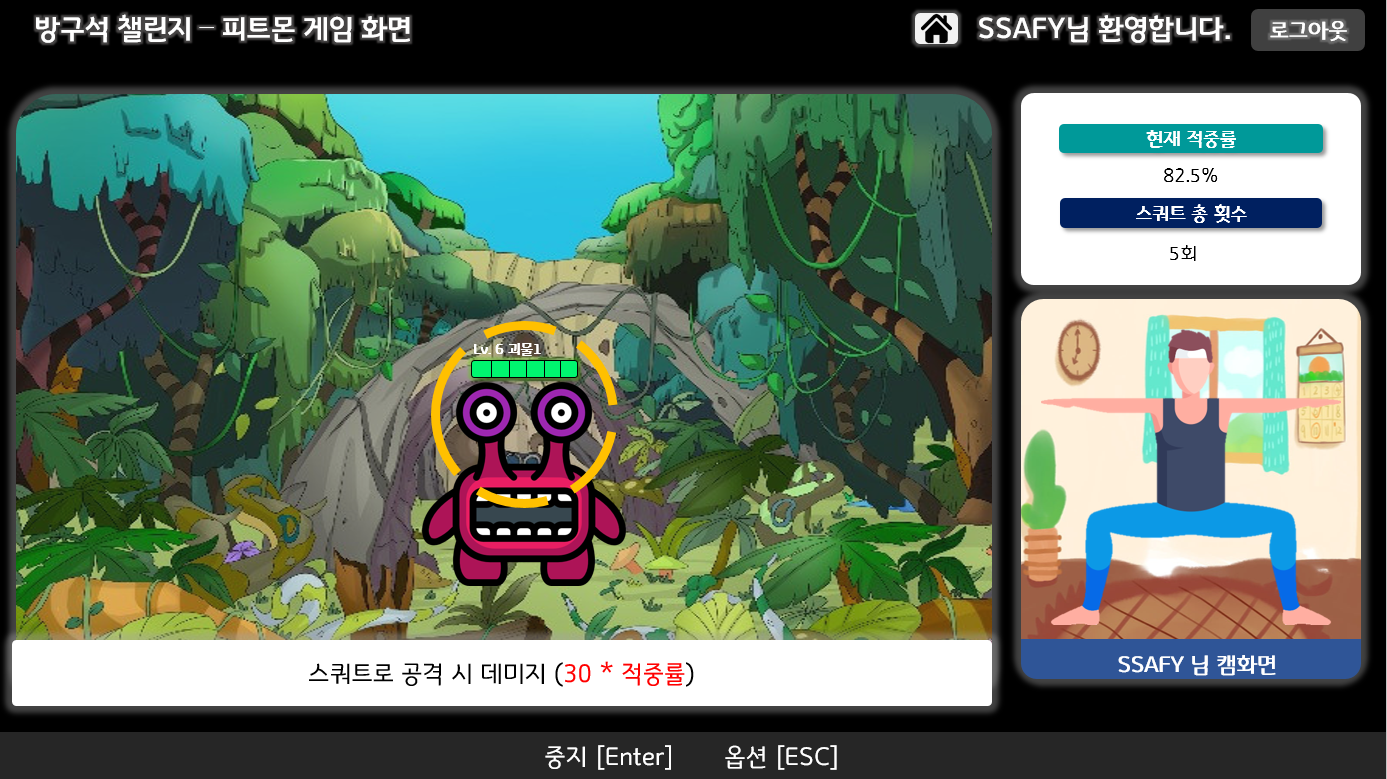 방구석 챌린지 – 피트몬 게임 화면
SSAFY님 환영합니다.
로그아웃
현재 적중률
82.5%
스쿼트 총 횟수
5회
Lv. 6 괴물1
스쿼트로 공격 시 데미지 (30 * 적중률)
SSAFY 님 캠화면
중지 [Enter]
옵션 [ESC]